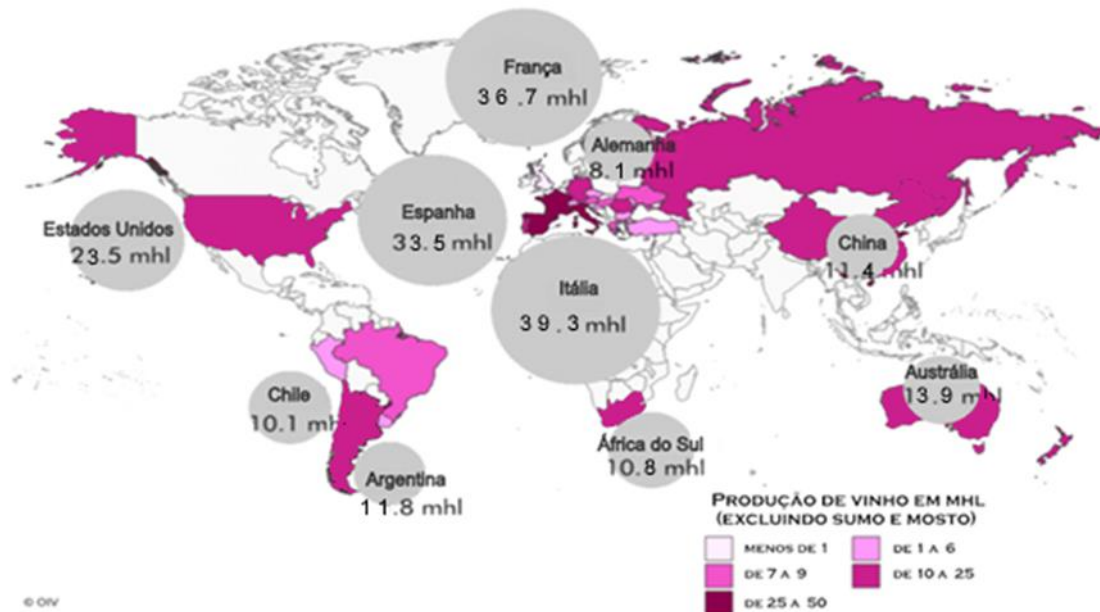 França
36.7 mhl
Alemanha
8.1 mhl
Estados Unidos
23.5 mhl
Espanha
33.5 mhl
China
11.4 mhl
Itália
39.3 mhl
Austrália
13.9 mhl
Chile
10.1 mhl
África do Sul
10.8 mhl
Argentina
11.8 mhl
PRODUÇÃO DE VINHO EM MHL
(EXCLUINDO SUMO E MOSTO)
MENOS DE 1
DE 1 A 6
DE 7 A 9
DE 10 A 25
DE 25 A 50
© OIV